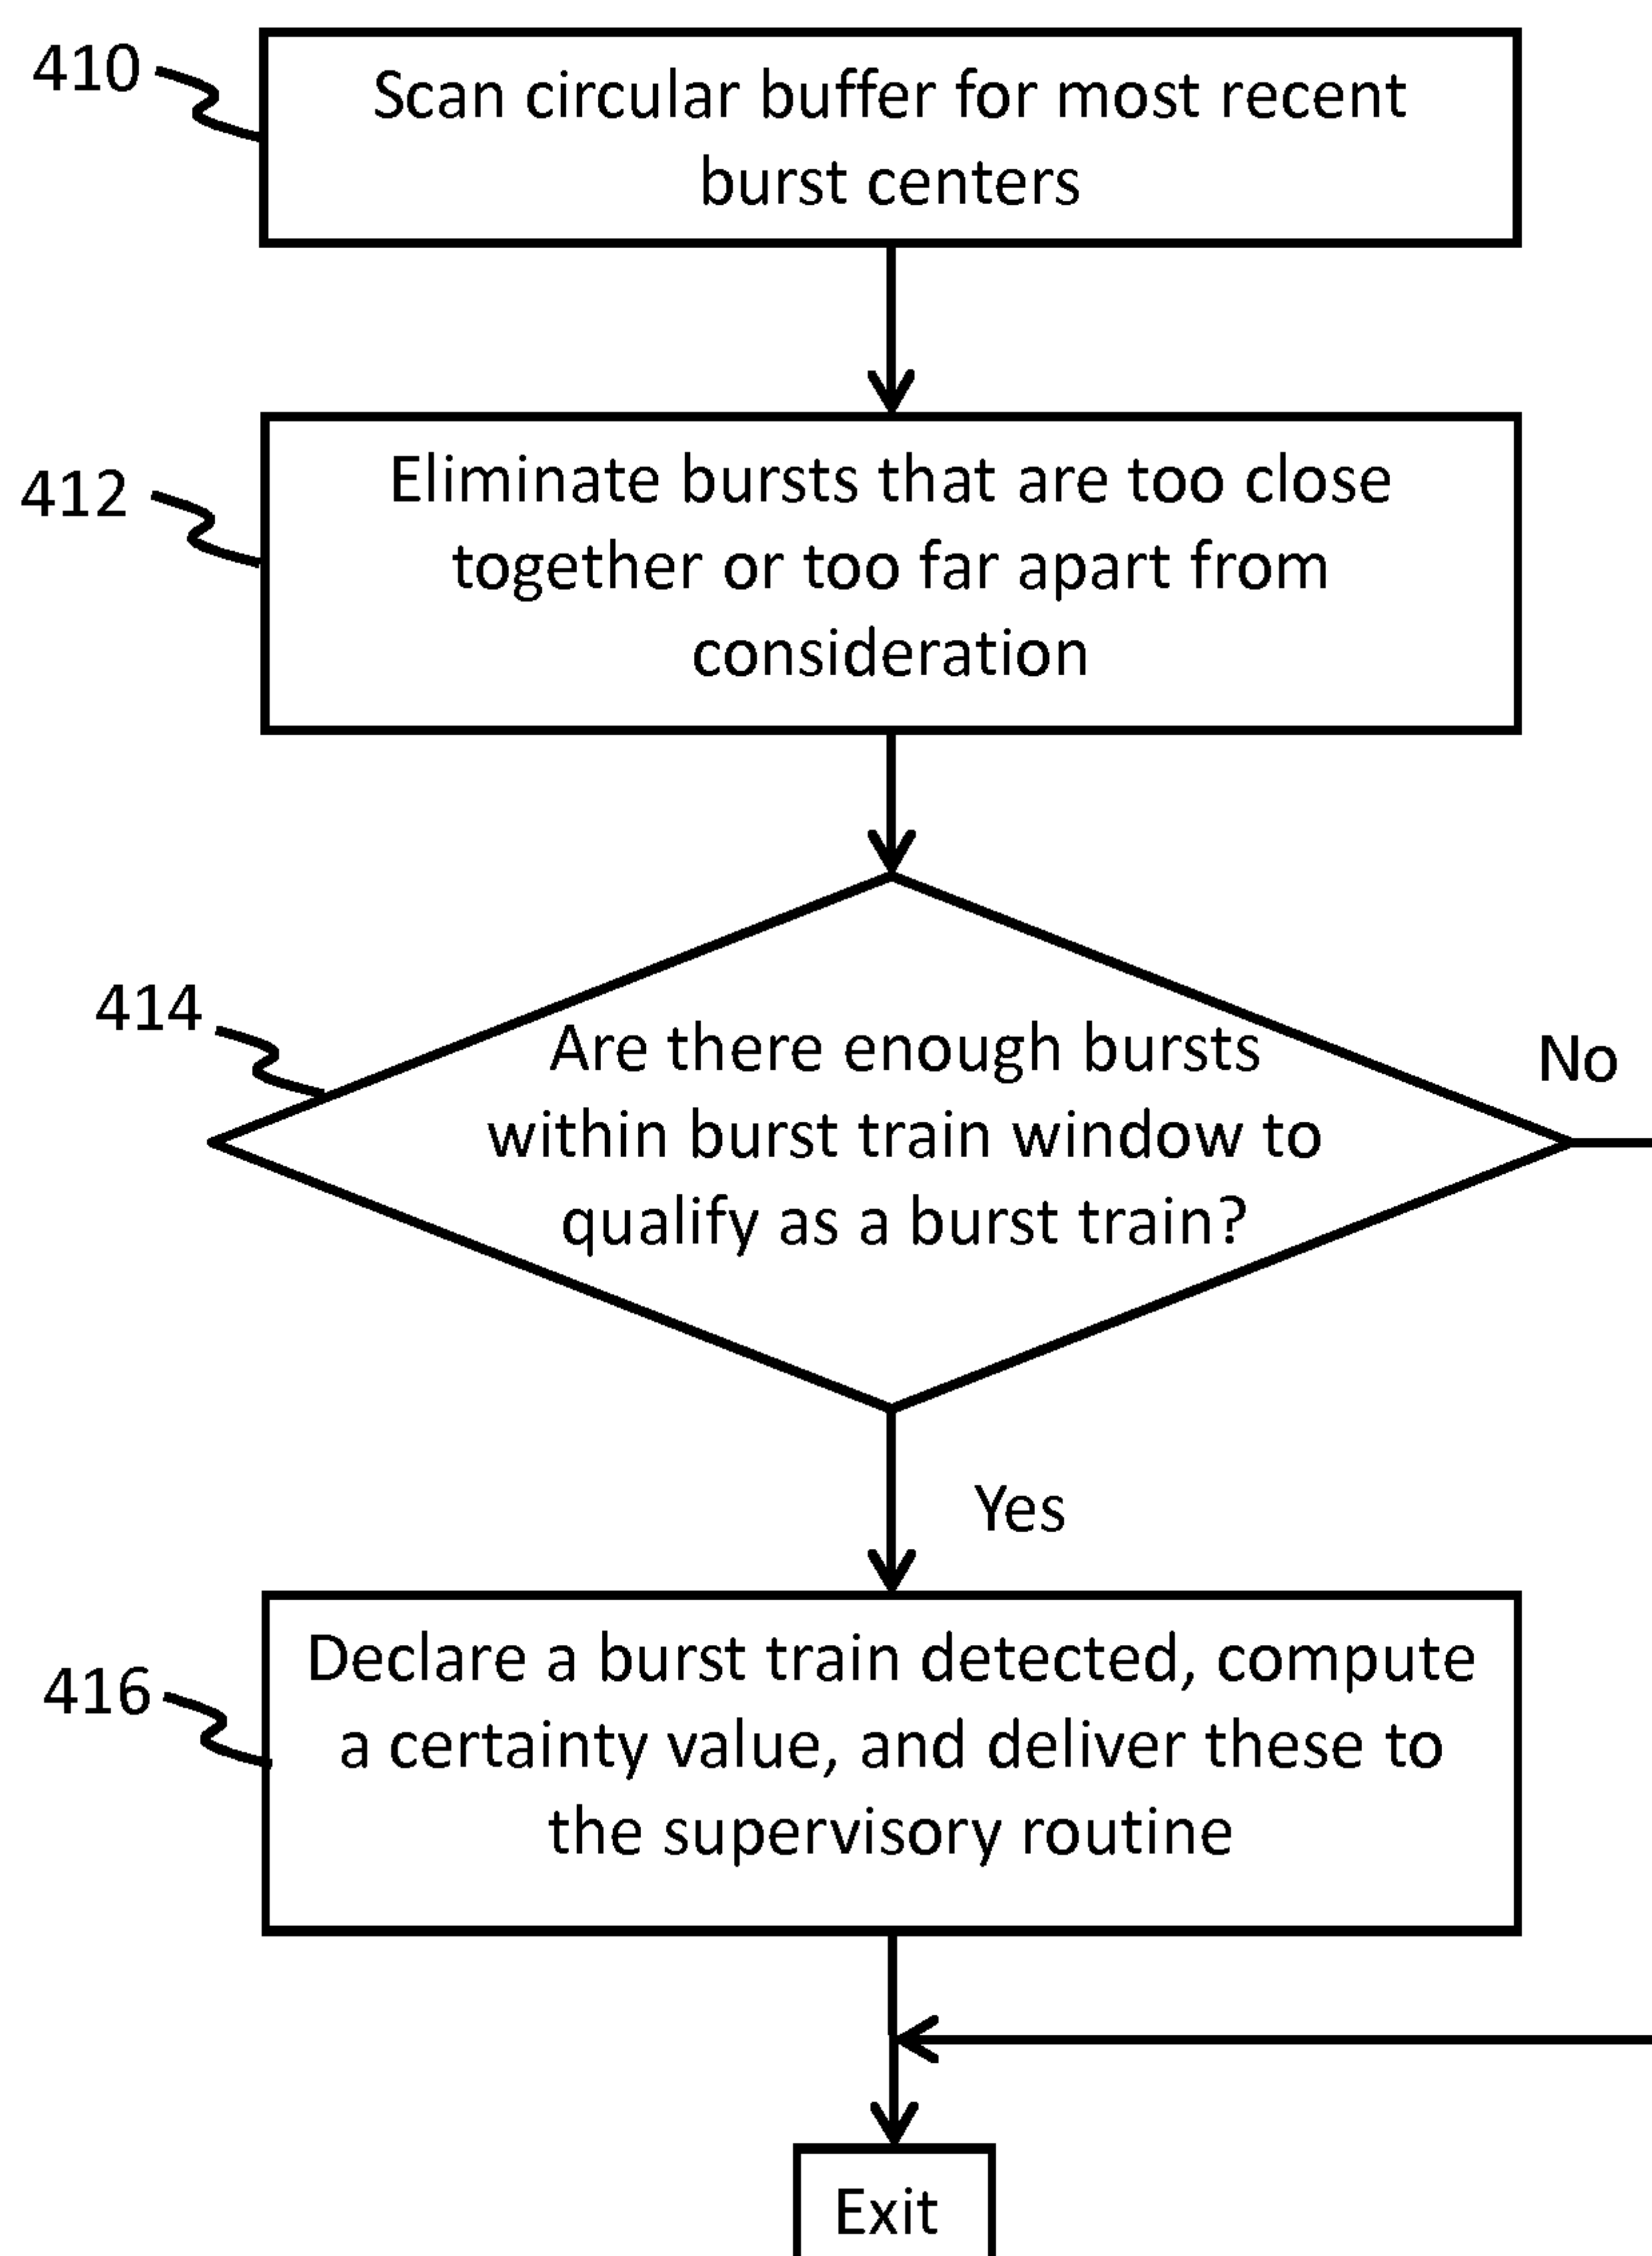 410
Scan circular buffer for most recent
burst centers
412
Eliminate bursts that are too close
together or too far apart from
consideration
414
Are there enough bursts
within burst train window to
qualify as a burst train?
No
Yes
416
Declare a burst train detected, compute
a certainty value, and deliver these to
the supervisory routine
Exit